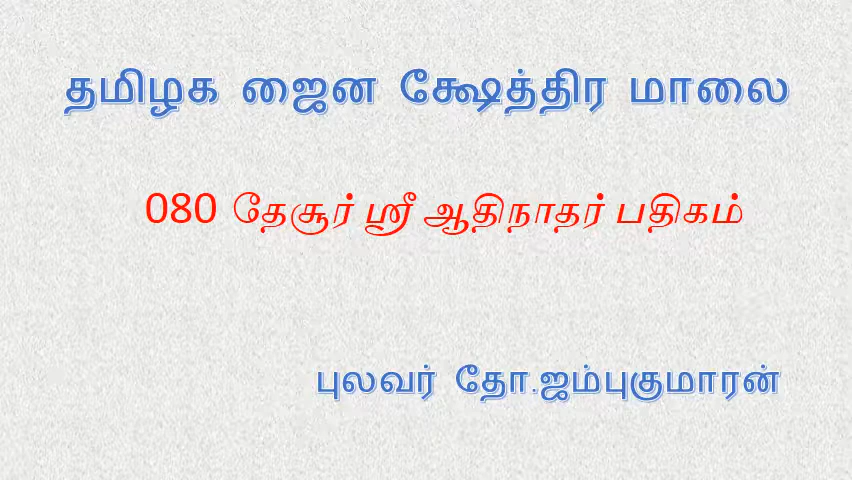 தமிழக ஜைன க்ஷேத்திர மாலை
080 தேசூர் ஸ்ரீ ஆதிநாதர் பதிகம்
புலவர் தோ.ஜம்புகுமாரன்